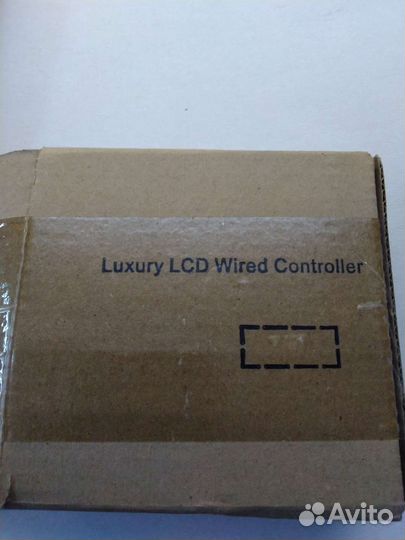 Luxury LCD Wired Controller
Avito